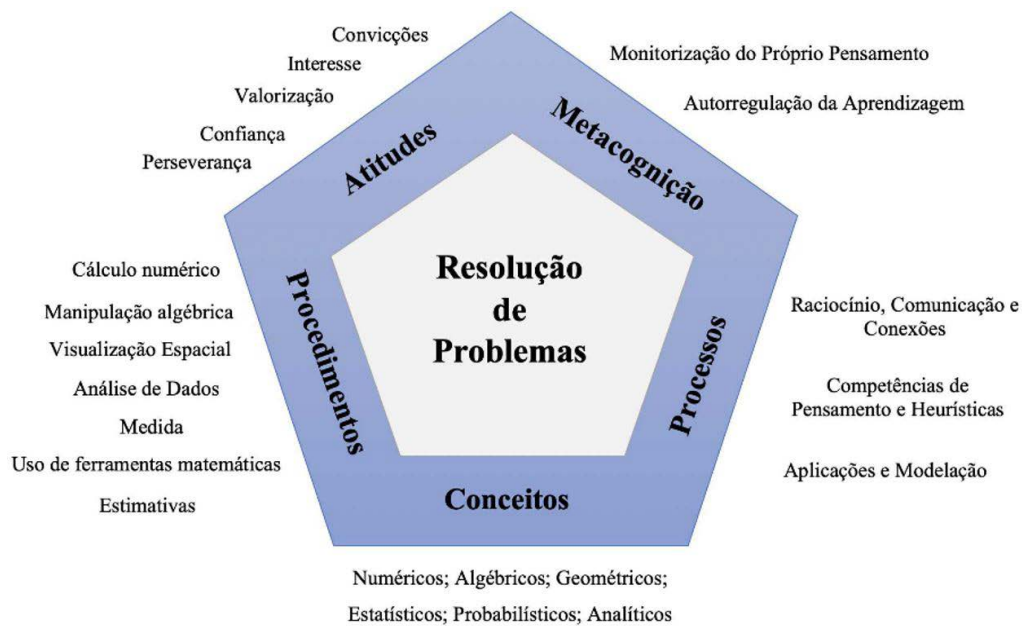 Convicções
Interesse
Valorização
Confiança
Perseverança
Atitudes
Monitorização do Próprio Pensamento
Autorregulação da Aprendizagem
Metacognição
Resolução
de
Problemas
Cálculo numérico
Manipulação algébrica
Visualização Espacial
Análise de Dados
Medida
Uso de ferramentas matemáticas
Estimativas
Procedimentos
Raciocínio, Comunicação e
Conexões
Competências de
Pensamento e Heurísticas
Aplicações e Modelação
Processos
Conceitos
Numéricos; Algébricos; Geométricos;
Estatísticos; Probabilísticos; Analíticos